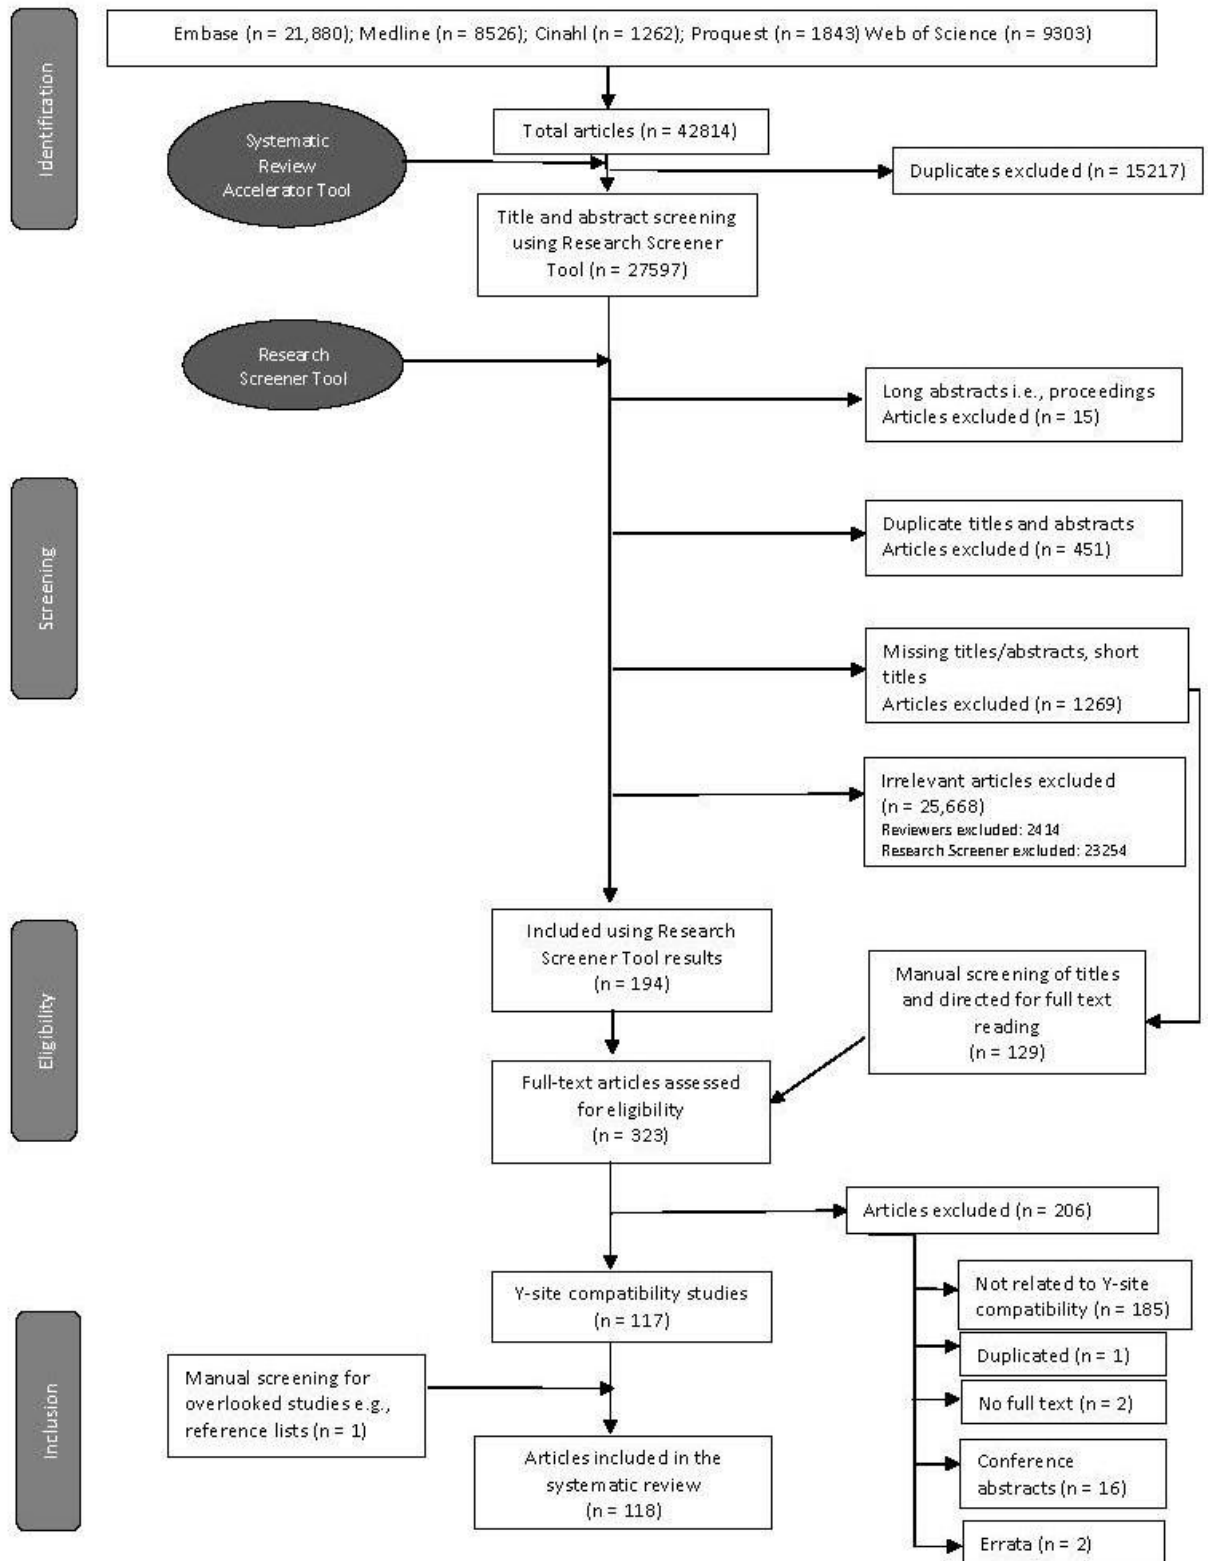 Identification
Embase (n = 21,880); Medline (n = 8526); Cinahl (n = 1262); Proquest (n = 1843) Web of Science (n = 9303)
Total articles (n = 42814)
Systematic
Review
Accelerator Tool
Duplicates excluded (n = 15217)
Title and abstract screening
using Research Screener
Tool (n = 27597)
Research
Screener Tool
Long abstracts i.e., proceedings
Articles excluded (n = 15)
Screening
Duplicate titles and abstracts
Articles excluded (n = 451)
Missing titles/abstracts, short
titles
Articles excluded (n = 1269)
Irrelevant articles excluded
(n = 25,668)
Reviewers excluded: 2414
Research Screener excluded: 23254
Eligibility
Included using Research
Screener Tool results
(n = 194)
Manual screening of titles
and directed for full text
reading
(n = 129)
Full-text articles assessed
for eligibility
(n = 323)
Articles excluded (n = 206)
Not related to Y-site
compatibility (n = 185)
Duplicated (n = 1)
No full text (n = 2)
Conference
abstracts (n = 16)
Errata (n = 2)
Inclusion
Y-site compatibility studies
(n = 117)
Manual screening for
overlooked studies e.g.,
reference lists (n = 1)
Articles included in the
systematic review
(n = 118)